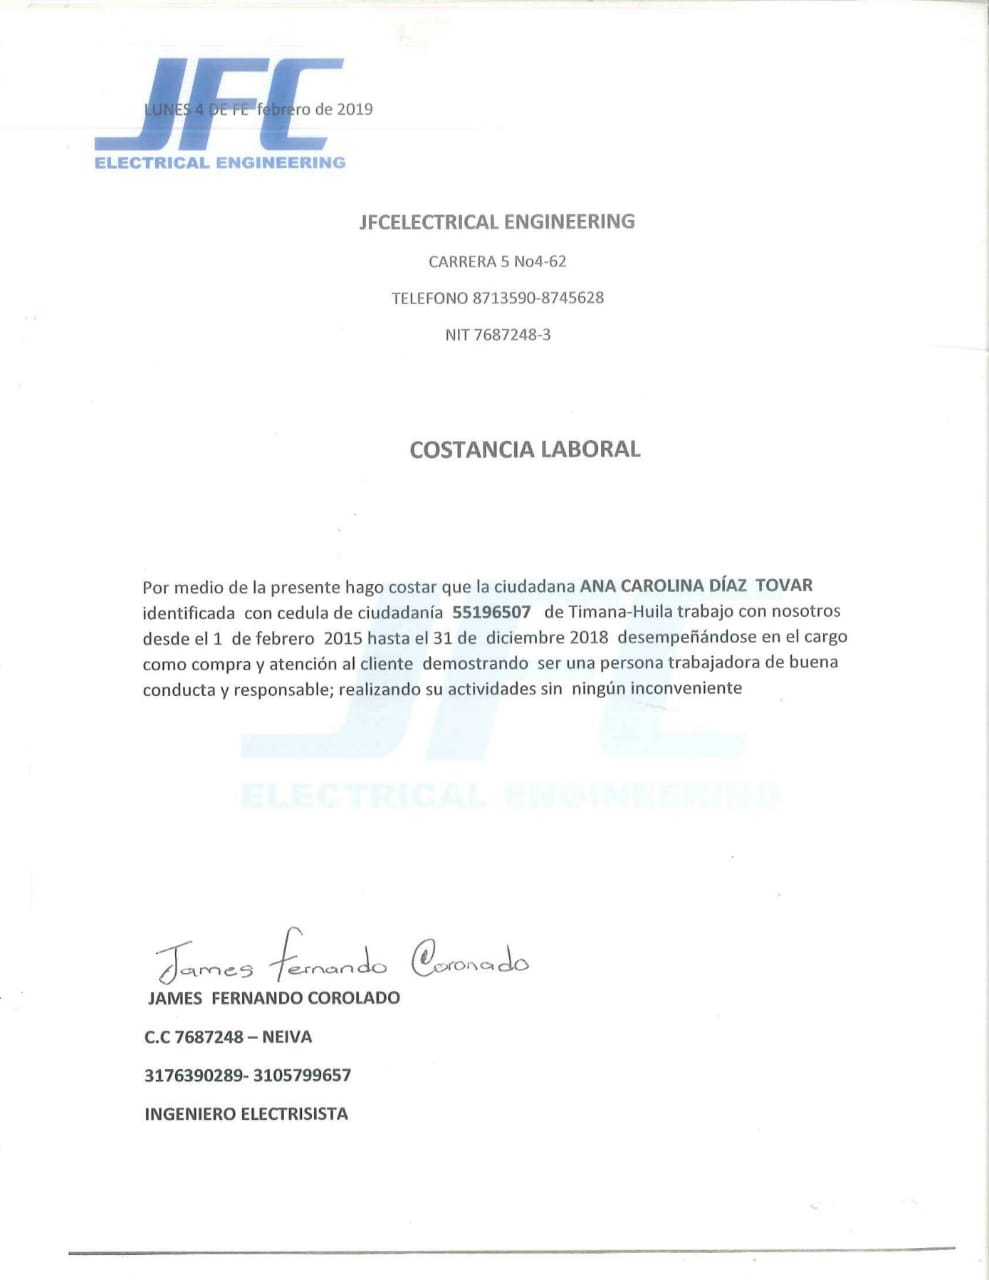 JFC
LUNES 4 DE FE febrero de 2019
ELECTRICAL ENGINEERING
JFCELECTRICAL ENGINEERING
CARRERA 5 No4-62
TELEFONO 8713590-8745628
NIT 7687248-3
COSTANCIA LABORAL
Por medio de la presente hago costar que la ciudadana ANA CAROLINA DÍAZ TOVAR
identificada con cedula de ciudadanía 55196507 de Timana-Huila trabajo con nosotros
desde el 1 de febrero 2015 hasta el 31 de diciembre 2018 desempeñándose en el cargo
como compra y atención al cliente demostrando ser una persona trabajadora de buena
conducta y responsable; realizando su actividades sin ningún inconveniente
JFC
ELECTRICAL ENGINEERING
James Fernando Coronado
JAMES FERNANDO COROLADO
C.C 7687248 – NEIVA
3176390289- 3105799657
INGENIERO ELECTRISISTA